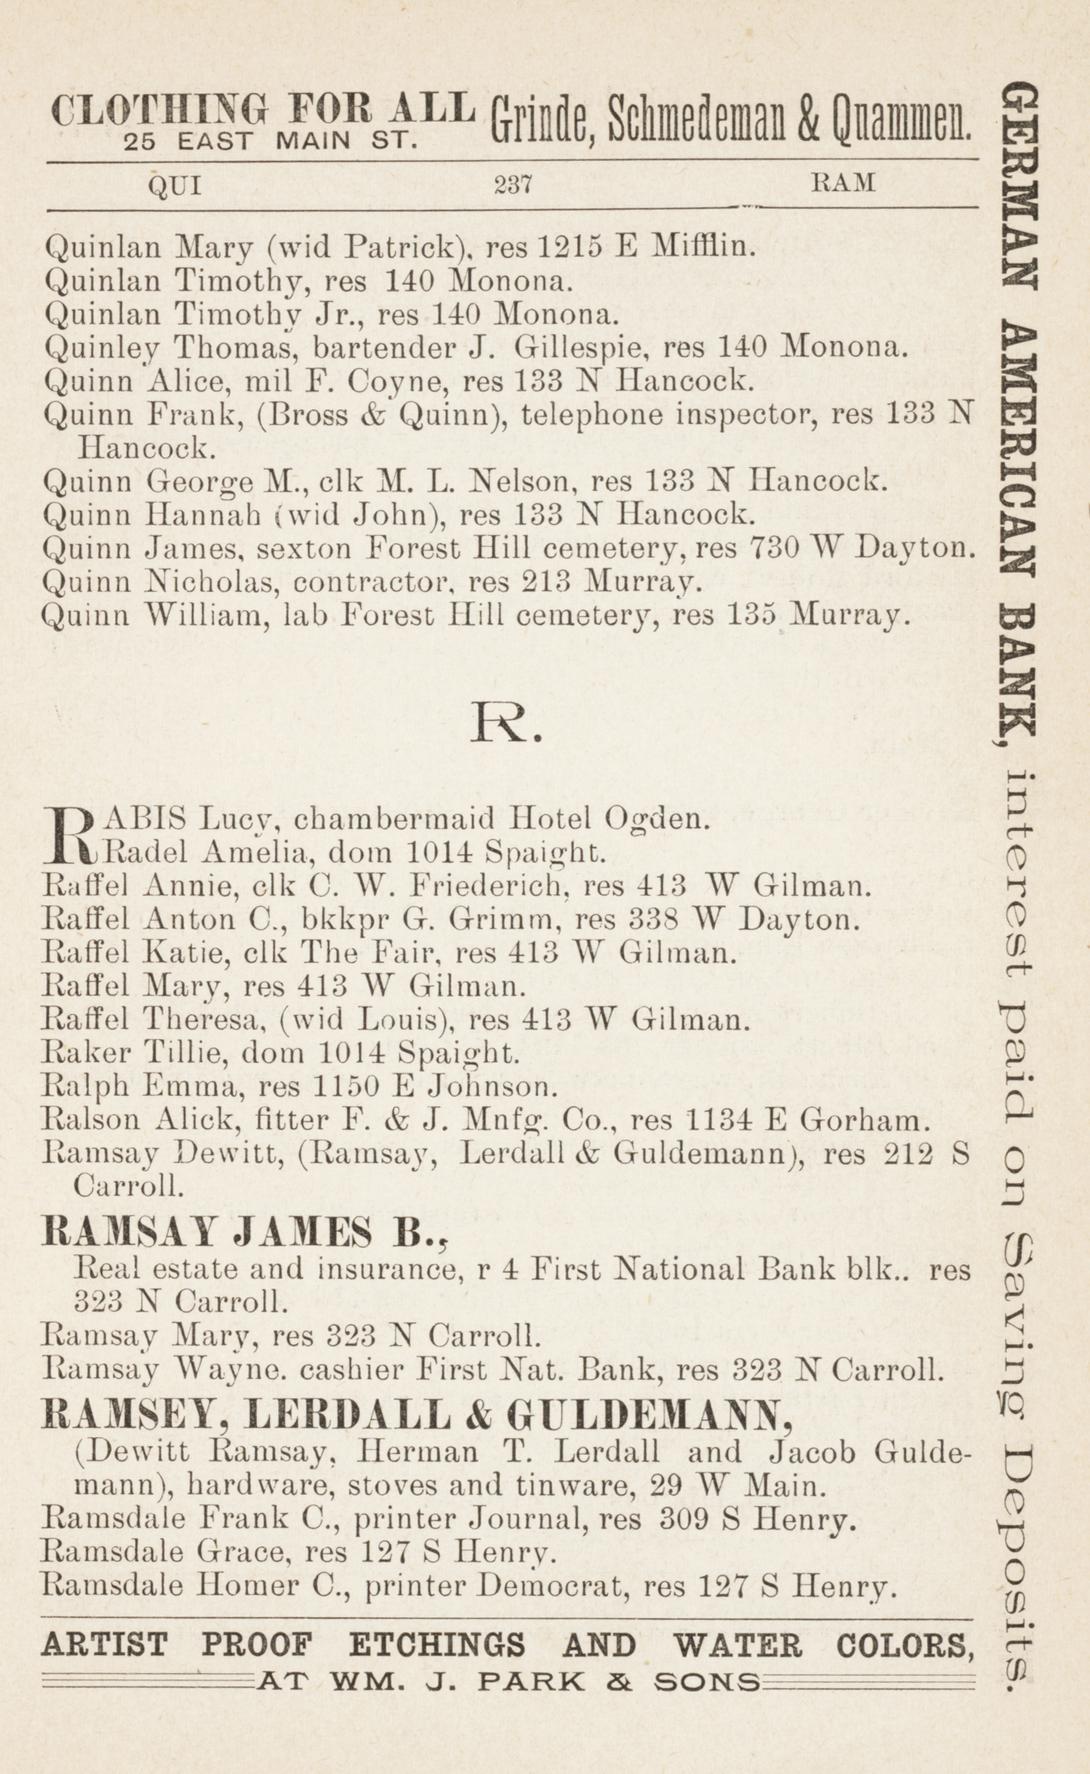 CLOTHING FOR ALL Grinde, Schmedeman & Quammen.
25 EAST MAIN ST.
QUI 237 RAM
Quinlan Mary (wid Patrick), res 1215 E Mifflin.
Quinlan Timothy, res 140 Monona.
Quinlan Timothy Jr., res 140 Monona.
Quinley Thomas, bartender J. Gillespie, res 140 Monona.
Quinn Alice, mil F. Coyne, res 133 N Hancock.
Quinn Frank, (Bross & Quinn), telephone inspector, res 133 N
Hancock.
Quinn George M., clk M. L. Nelson, res 133 N Hancock.
Quinn Hannah (wid John), res 133 N Hancock.
Quinn James, sexton Forest Hill cemetery, res 730 W Dayton.
Quinn Nicholas, contractor, res 213 Murray.
Quinn William, lab Forest Hill cemetery, res 135 Murray.
R.
RABIS Lucy, chambermaid Hotel Ogden.
Radel Amelia, dom 1014 Spaight.
Raffel Annie, clk C. W. Friederich, res 413 W Gilman.
Raffel Anton C., bkkpr G. Grimm, res 338 W Dayton.
Raffel Katie, clk The Fair, res 413 W Gilman.
Raffel Mary, res 413 W Gilman.
Raffel Theresa, (wid Louis), res 413 W Gilman.
Raker Tillie, dom 1014 Spaight.
Ralph Emma, res 1150 E Johnson.
Ralson Alick, fitter F. & J. Mnfg. Co., res 1134 E Gorham.
Ramsay Dewitt, (Ramsay, Lerdall & Guldemann), res 212 S
Carroll.
RAMSAY JAMES B.,
Real estate and insurance, r 4 First National Bank blk.. res
323 N Carroll.
Ramsay Mary, res 323 N Carroll.
Ramsay Wayne. cashier First Nat. Bank, res 323 N Carroll.
RAMSEY, LERDALL & GULDEMANN,
(Dewitt Ramsay, Herman T. Lerdall and Jacob Gulde-
mann), hardware, stoves and tinware, 29 W Main.
Ramsdale Frank C., printer Journal, res 309 S Henry.
Ramsdale Grace, res 127 S Henry.
Ramsdale Homer C., printer Democrat, res 127 S Henry.
ARTIST PROOF ETCHINGS AND WATER COLORS,
AT WM. J. PARK & SONS
GERMAN AMERICAN BANK, interest paid on Saving Deposits.